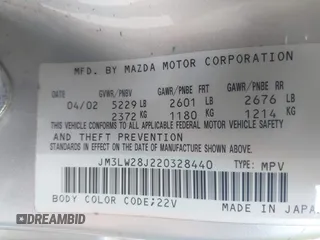 MFD. BY MAZDA MOTOR CORPORATION
GVWR/PNBV GAWR/PNBE FRT GAWR/PNBE RR
04/02 5229 LB 2601 LB 2676 LB
2372 KG 1180 KG 1214 KG
THIS VEHICLE CONFORMS TO ALL APPLICABLE
FEDERAL MOTOR VEHICLE SAFETY, BUMPER,
AND THEFT PREVENTION STANDARDS IN EFFECT
ON THE DATE OF MANUFACTURE SHOWN ABOVE.
JM3LW28J220328440 TYPE: MPV
BODY COLOR CODE;22V
DREAMBID